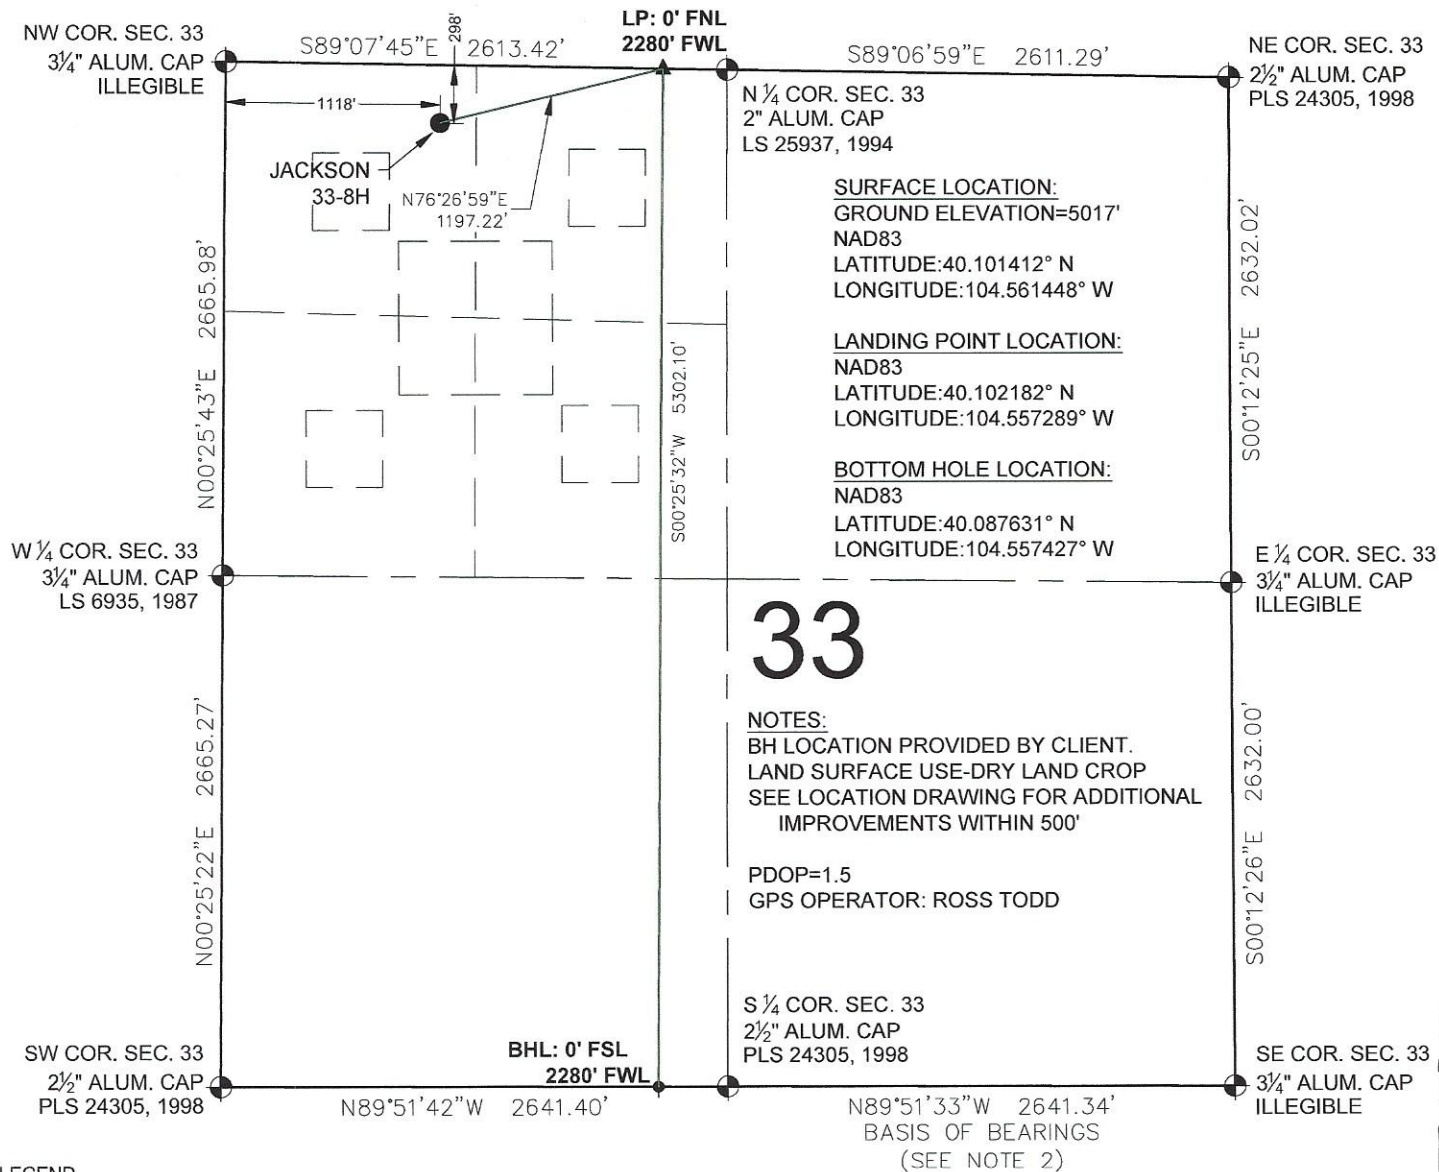 NW COR. SEC. 33
3¼" ALUM. CAP
ILLEGIBLE
S89°07'45"E 2613.42'
298'
LP: 0' FNL
2280' FWL
S89°06'59"E 2611.29'
NE COR. SEC. 33
2½" ALUM. CAP
PLS 24305, 1998
N ¼ COR. SEC. 33
2" ALUM. CAP
LS 25937, 1994
1118'
JACKSON
33-8H
N76°26'59"E
1197.22'
SURFACE LOCATION:
GROUND ELEVATION=5017'
NAD83
LATITUDE:40.101412° N
LONGITUDE:104.561448° W
LANDING POINT LOCATION:
NAD83
LATITUDE:40.102182° N
LONGITUDE:104.557289° W
BOTTOM HOLE LOCATION:
NAD83
LATITUDE:40.087631° N
LONGITUDE:104.557427° W
N00°25'43"E 2665.98'
S00°25'32"W 5302.10'
S00°12'25"E 2632.02'
W ¼ COR. SEC. 33
3¼" ALUM. CAP
LS 6935, 1987
E ¼ COR. SEC. 33
3¼" ALUM. CAP
ILLEGIBLE
33
NOTES:
BH LOCATION PROVIDED BY CLIENT.
LAND SURFACE USE-DRY LAND CROP
SEE LOCATION DRAWING FOR ADDITIONAL
IMPROVEMENTS WITHIN 500'
PDOP=1.5
GPS OPERATOR: ROSS TODD
N00°25'22"E 2665.27'
S00°12'26"E 2632.00'
SW COR. SEC. 33
2½" ALUM. CAP
PLS 24305, 1998
BHL: 0' FSL
2280' FWL
S ¼ COR. SEC. 33
2½" ALUM. CAP
PLS 24305, 1998
SE COR. SEC. 33
3¼" ALUM. CAP
ILLEGIBLE
N89°51'42"W 2641.40'
N89°51'33"W 2641.34'
BASIS OF BEARINGS
(SEE NOTE 2)
LEGEND